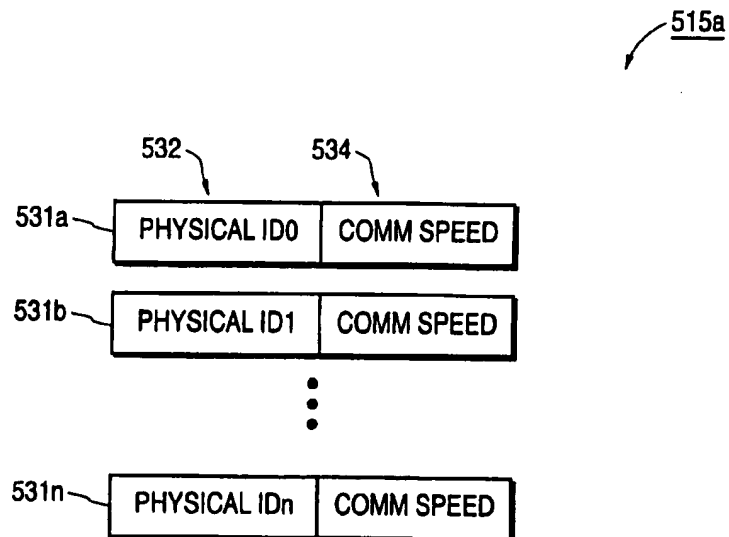 515a
532 534
531a PHYSICAL ID0 COMM SPEED
531b PHYSICAL ID1 COMM SPEED
531n PHYSICAL IDn COMM SPEED